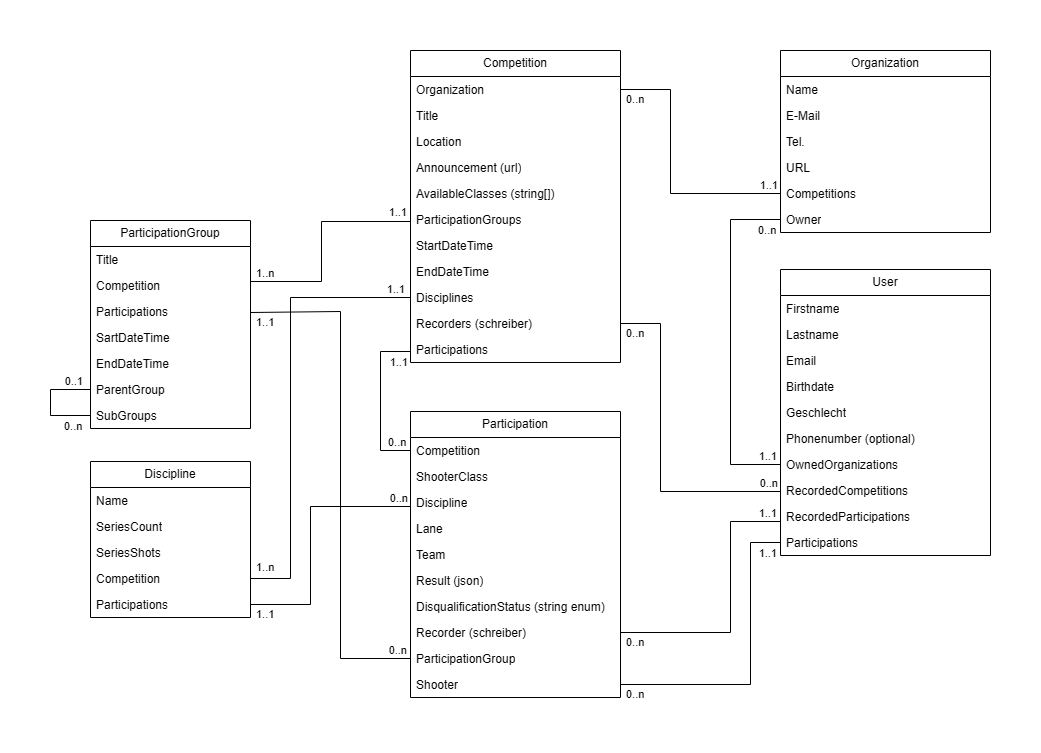 Competition
Organization
Title
Location
Announcement (url)
AvailableClasses (string[])
ParticipationGroups
StartDateTime
EndDateTime
Disciplines
Recorders (schreiber)
Participations
0..n
1..1
1..1
0..n
1..1
Organization
Name
E-Mail
Tel.
URL
Competitions
Owner
1..1
0..n
ParticipationGroup
Title
Competition
Participations
SartDateTime
EndDateTime
ParentGroup
SubGroups
1..n
1..1
0..1
0..n
User
Firstname
Lastname
Email
Birthdate
Geschlecht
Phonenumber (optional)
OwnedOrganizations
RecordedCompetitions
RecordedParticipations
Participations
1..1
0..n
1..1
1..1
Discipline
Name
SeriesCount
SeriesShots
Competition
Participations
1..n
1..1
Participation
Competition
ShooterClass
Discipline
Lane
Team
Result (json)
DisqualificationStatus (string enum)
Recorder (schreiber)
ParticipationGroup
Shooter
0..n
0..n
0..n
0..n
0..n